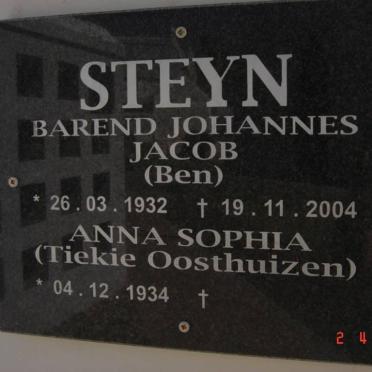 STEYN
BAREND JOHANNES
JACOB
(Ben)
* 26.03.1932 † 19.11.2004
ANNA SOPHIA
(Tiekie Oosthuizen)
* 04.12.1934 †
2 4